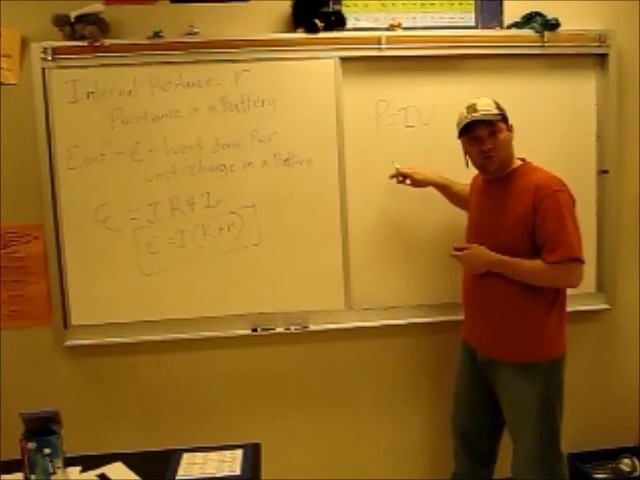 Internal Resistance r
Resistance in a Battery
Emf - ε - work done Per
unit charge in a Battery
ε = IR + Ir
ε = I(R+r)
P=IV